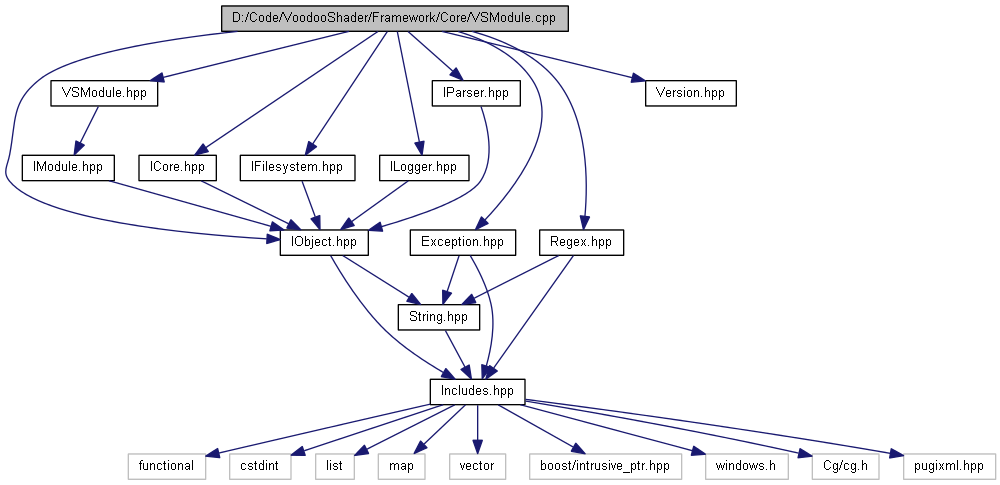 D:/Code/VoodooShader/Framework/Core/VSModule.cpp
VSModule.hpp
IParser.hpp
Version.hpp
IModule.hpp
ICore.hpp
IFilesystem.hpp
ILogger.hpp
IObject.hpp
Exception.hpp
Regex.hpp
String.hpp
Includes.hpp
functional
cstdint
list
map
vector
boost/intrusive_ptr.hpp
windows.h
Cg/cg.h
pugixml.hpp